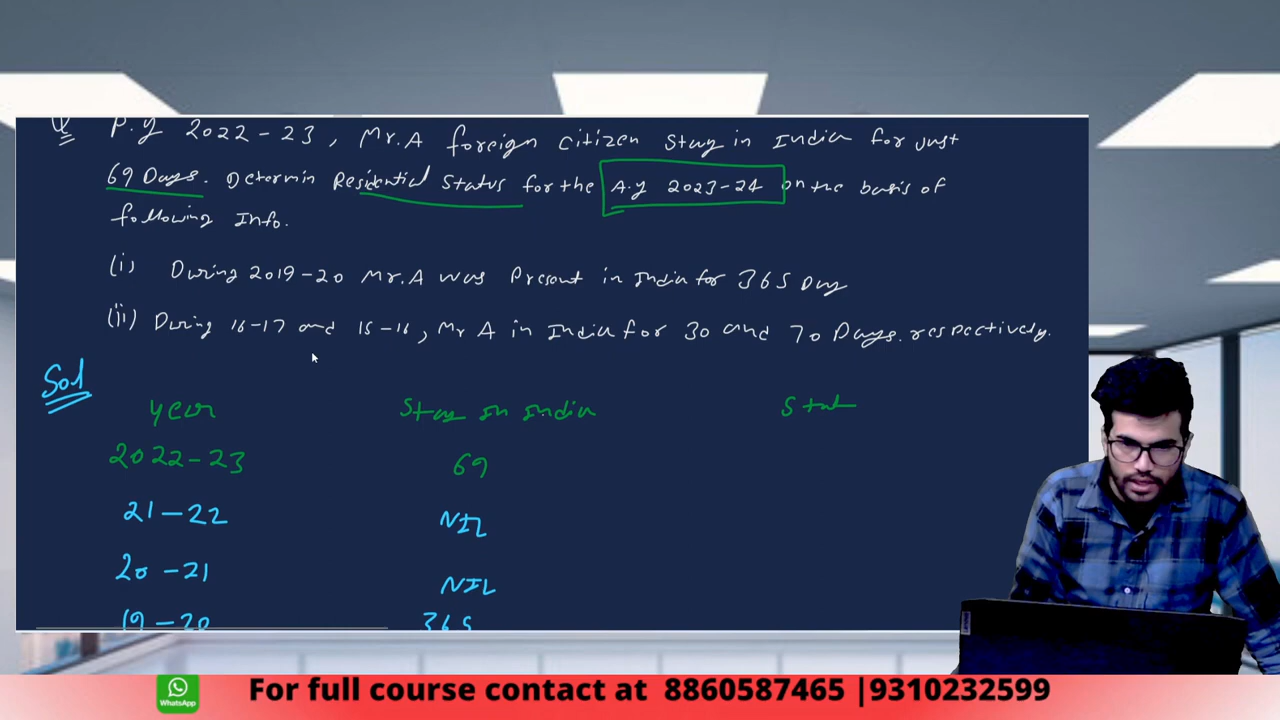 Q P.y 2022-23, Mr.A foreign citizen stay in India for Just
69 Days. Determin Residential Status for the A.y 2023-24 on the basis of
following Info.
(i) During 2019-20 Mr.A was Present in India for 365 Day
(ii) During 16-17 and 15-16, Mr A in India for 30 and 70 Days. respectively.
Sol
year Stay In India Stat
2022-23 69
21-22 NIL
20-21 NIL
19-20 365
WhatsApp
For full course contact at 8860587465 |9310232599